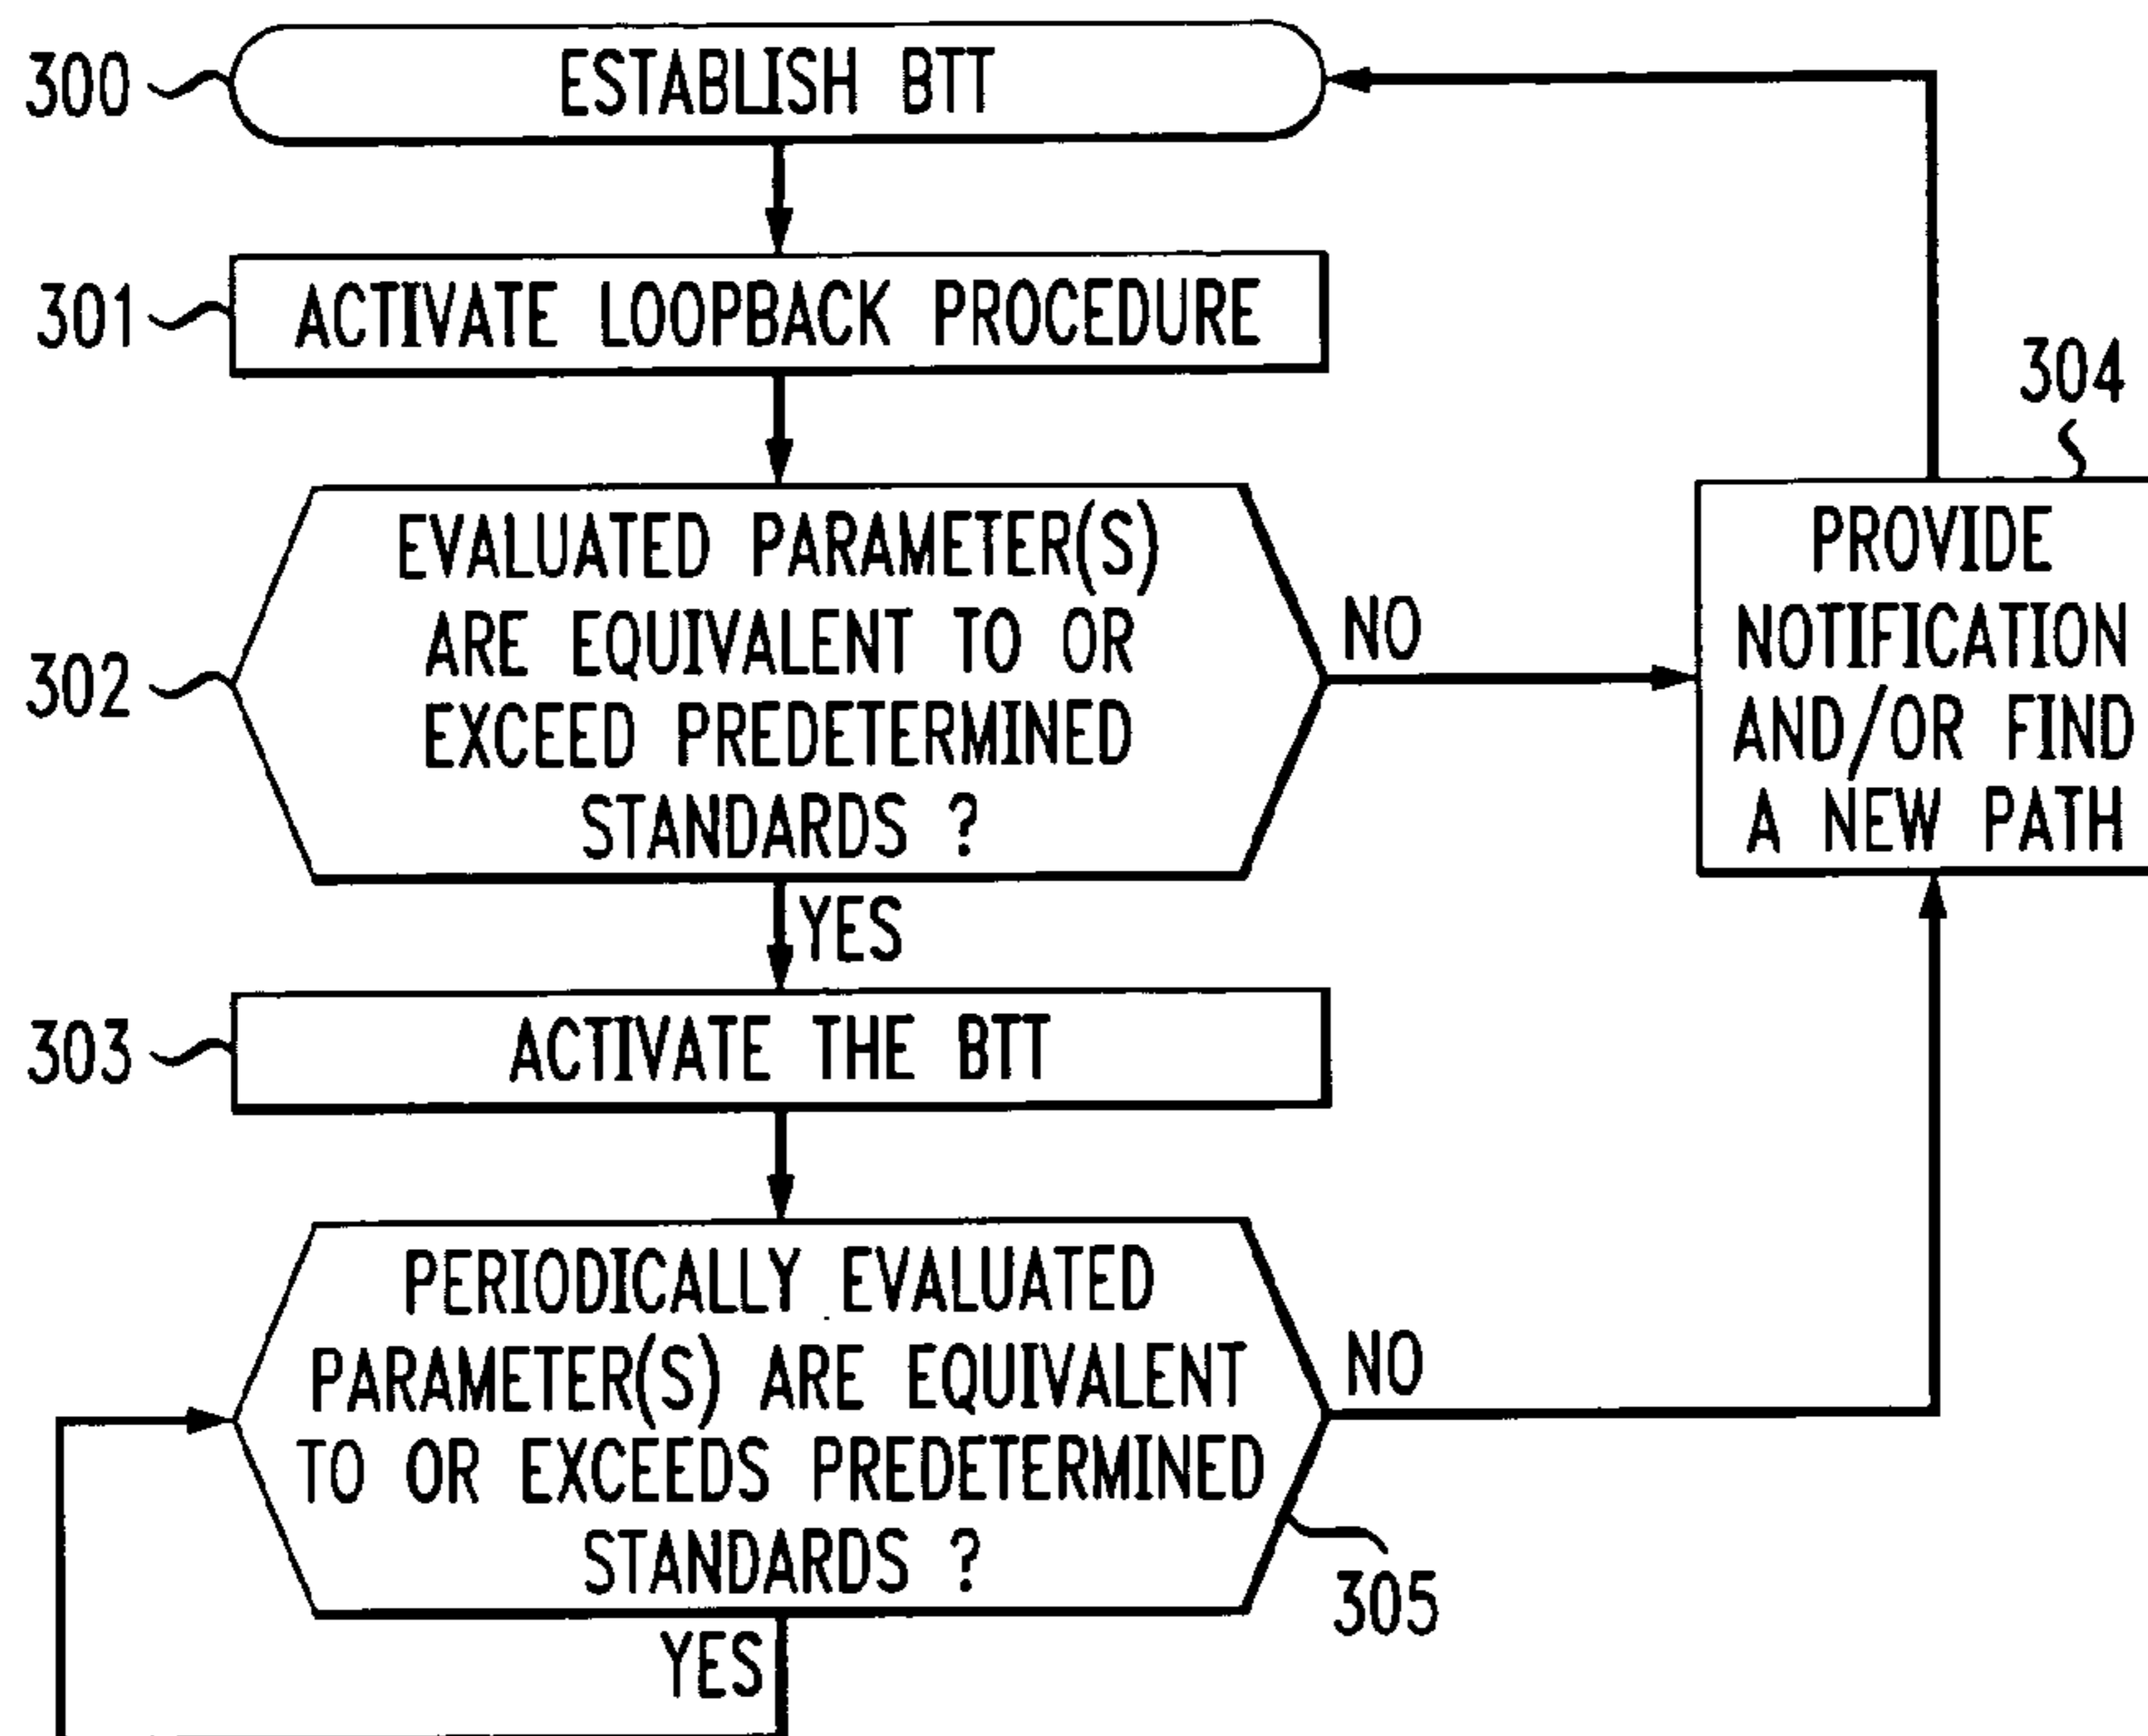 300
ESTABLISH BTT
301
ACTIVATE LOOPBACK PROCEDURE
304
302
EVALUATED PARAMETER(S)
ARE EQUIVALENT TO OR
EXCEED PREDETERMINED
STANDARDS ?
NO
PROVIDE
NOTIFICATION
AND/OR FIND
A NEW PATH
YES
303
ACTIVATE THE BTT
PERIODICALLY EVALUATED
PARAMETER(S) ARE EQUIVALENT
TO OR EXCEEDS PREDETERMINED
STANDARDS ?
NO
305
YES